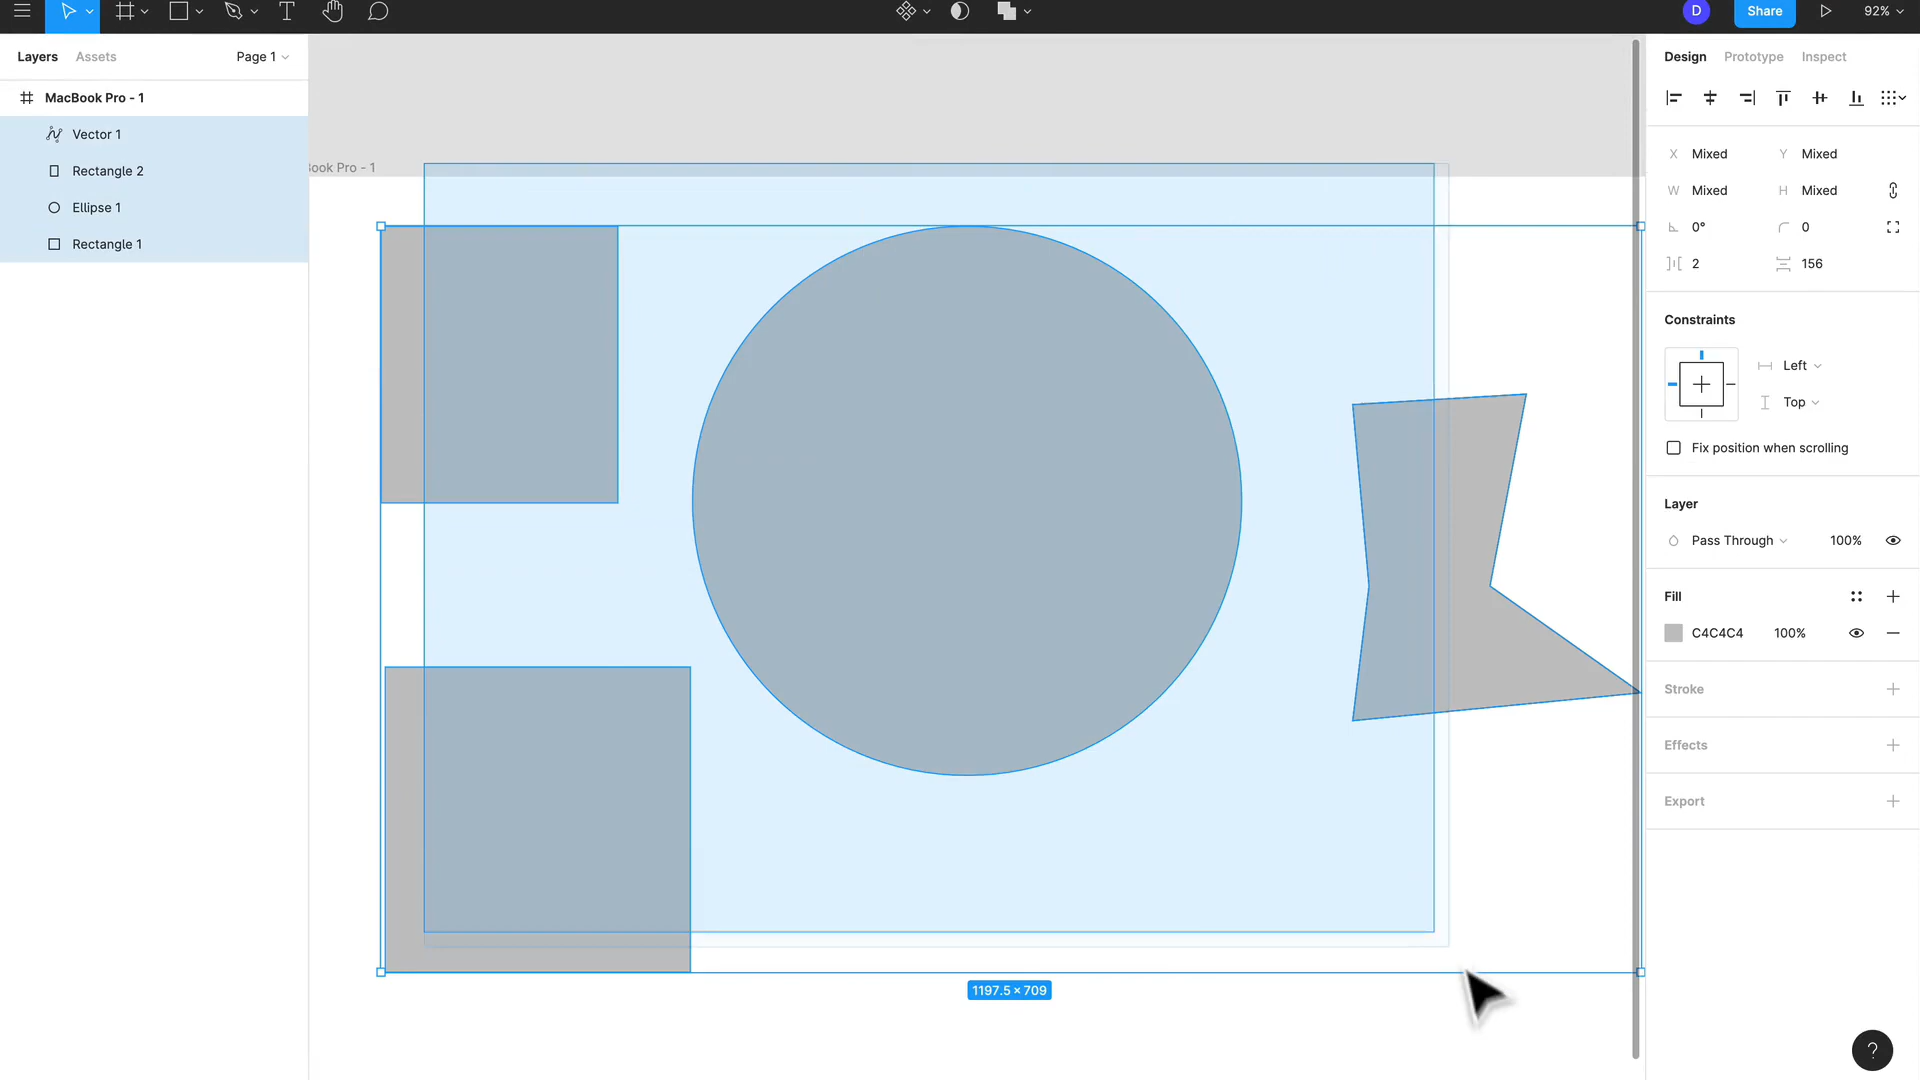 D
Share
92%
Layers
Assets
Page 1
Design
Prototype
Inspect
MacBook Pro - 1
Vector 1
Rectangle 2
Ellipse 1
Rectangle 1
Book Pro - 1
X Mixed
Y Mixed
W Mixed
H Mixed
0°
0
2
156
Constraints
Left
Top
Fix position when scrolling
Layer
Pass Through
100%
Fill
C4C4C4
100%
Stroke
Effects
Export
1197.5 × 709
?